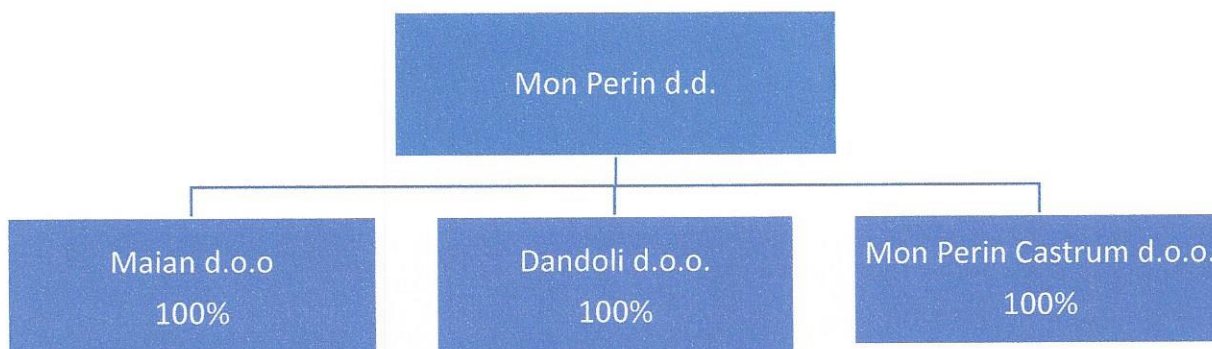 Mon Perin d.d.
Maian d.o.o
100%
Dandoli d.o.o.
100%
Mon Perin Castrum d.o.o.
100%